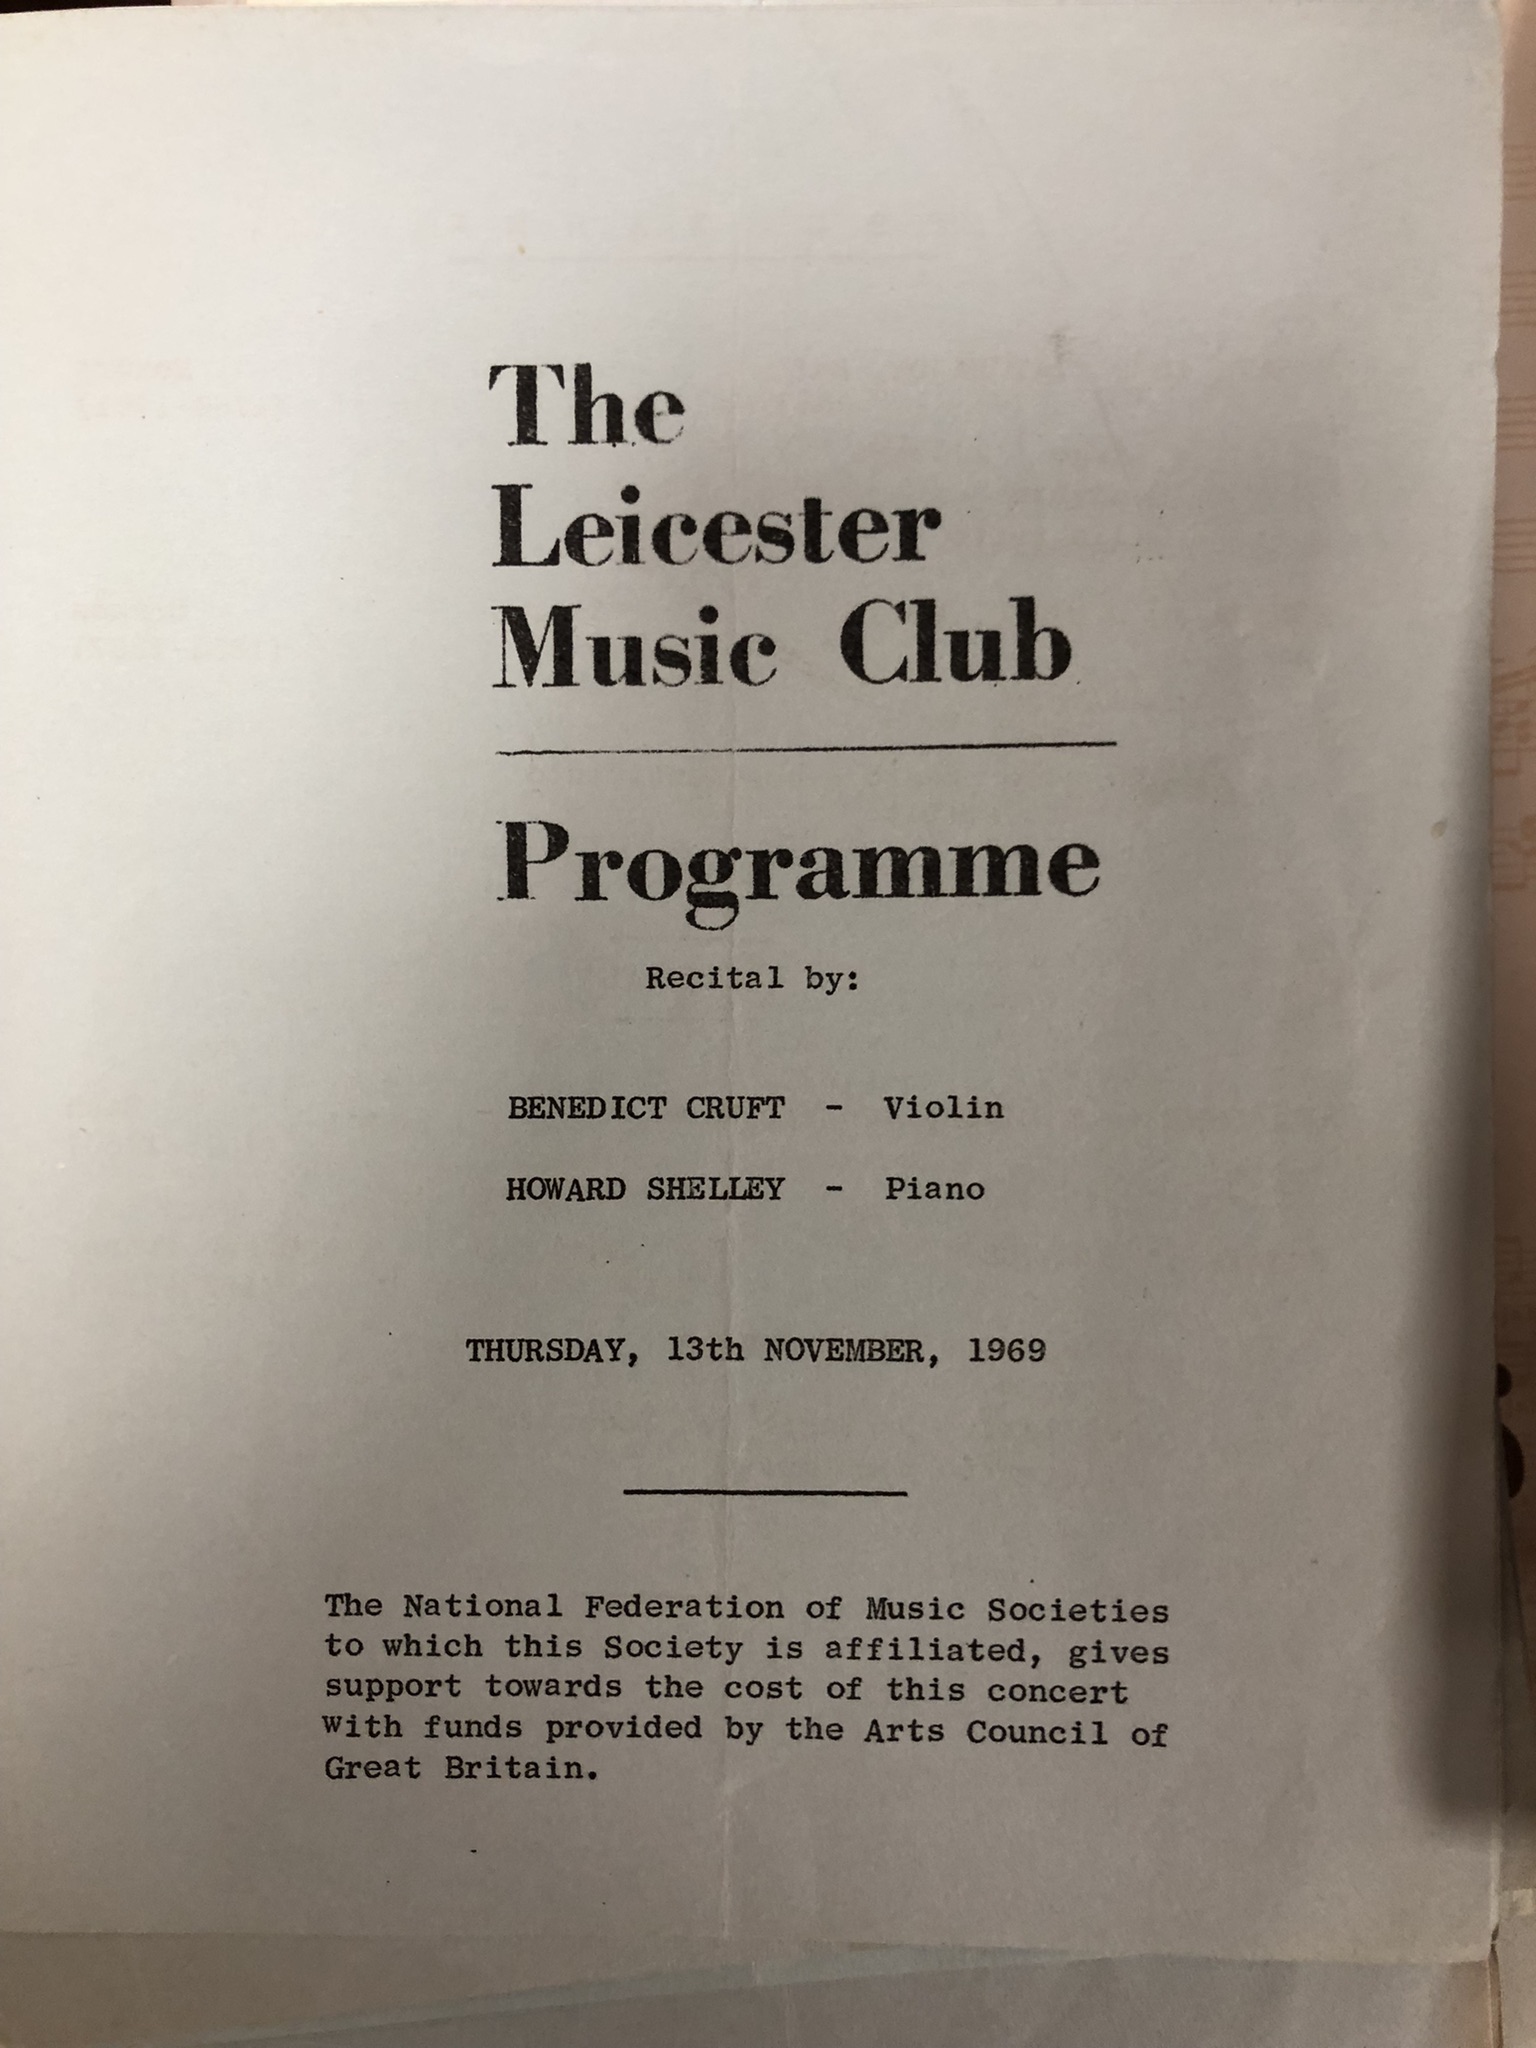 The
Leicester
Music Club
Programme
Recital by:
BENEDICT CRUFT - Violin
HOWARD SHELLEY - Piano
THURSDAY, 13th NOVEMBER, 1969
The National Federation of Music Societies
to which this Society is affiliated, gives
support towards the cost of this concert
with funds provided by the Arts Council of
Great Britain.